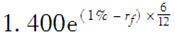 1. 400e^(1% − r_f) × 6/12